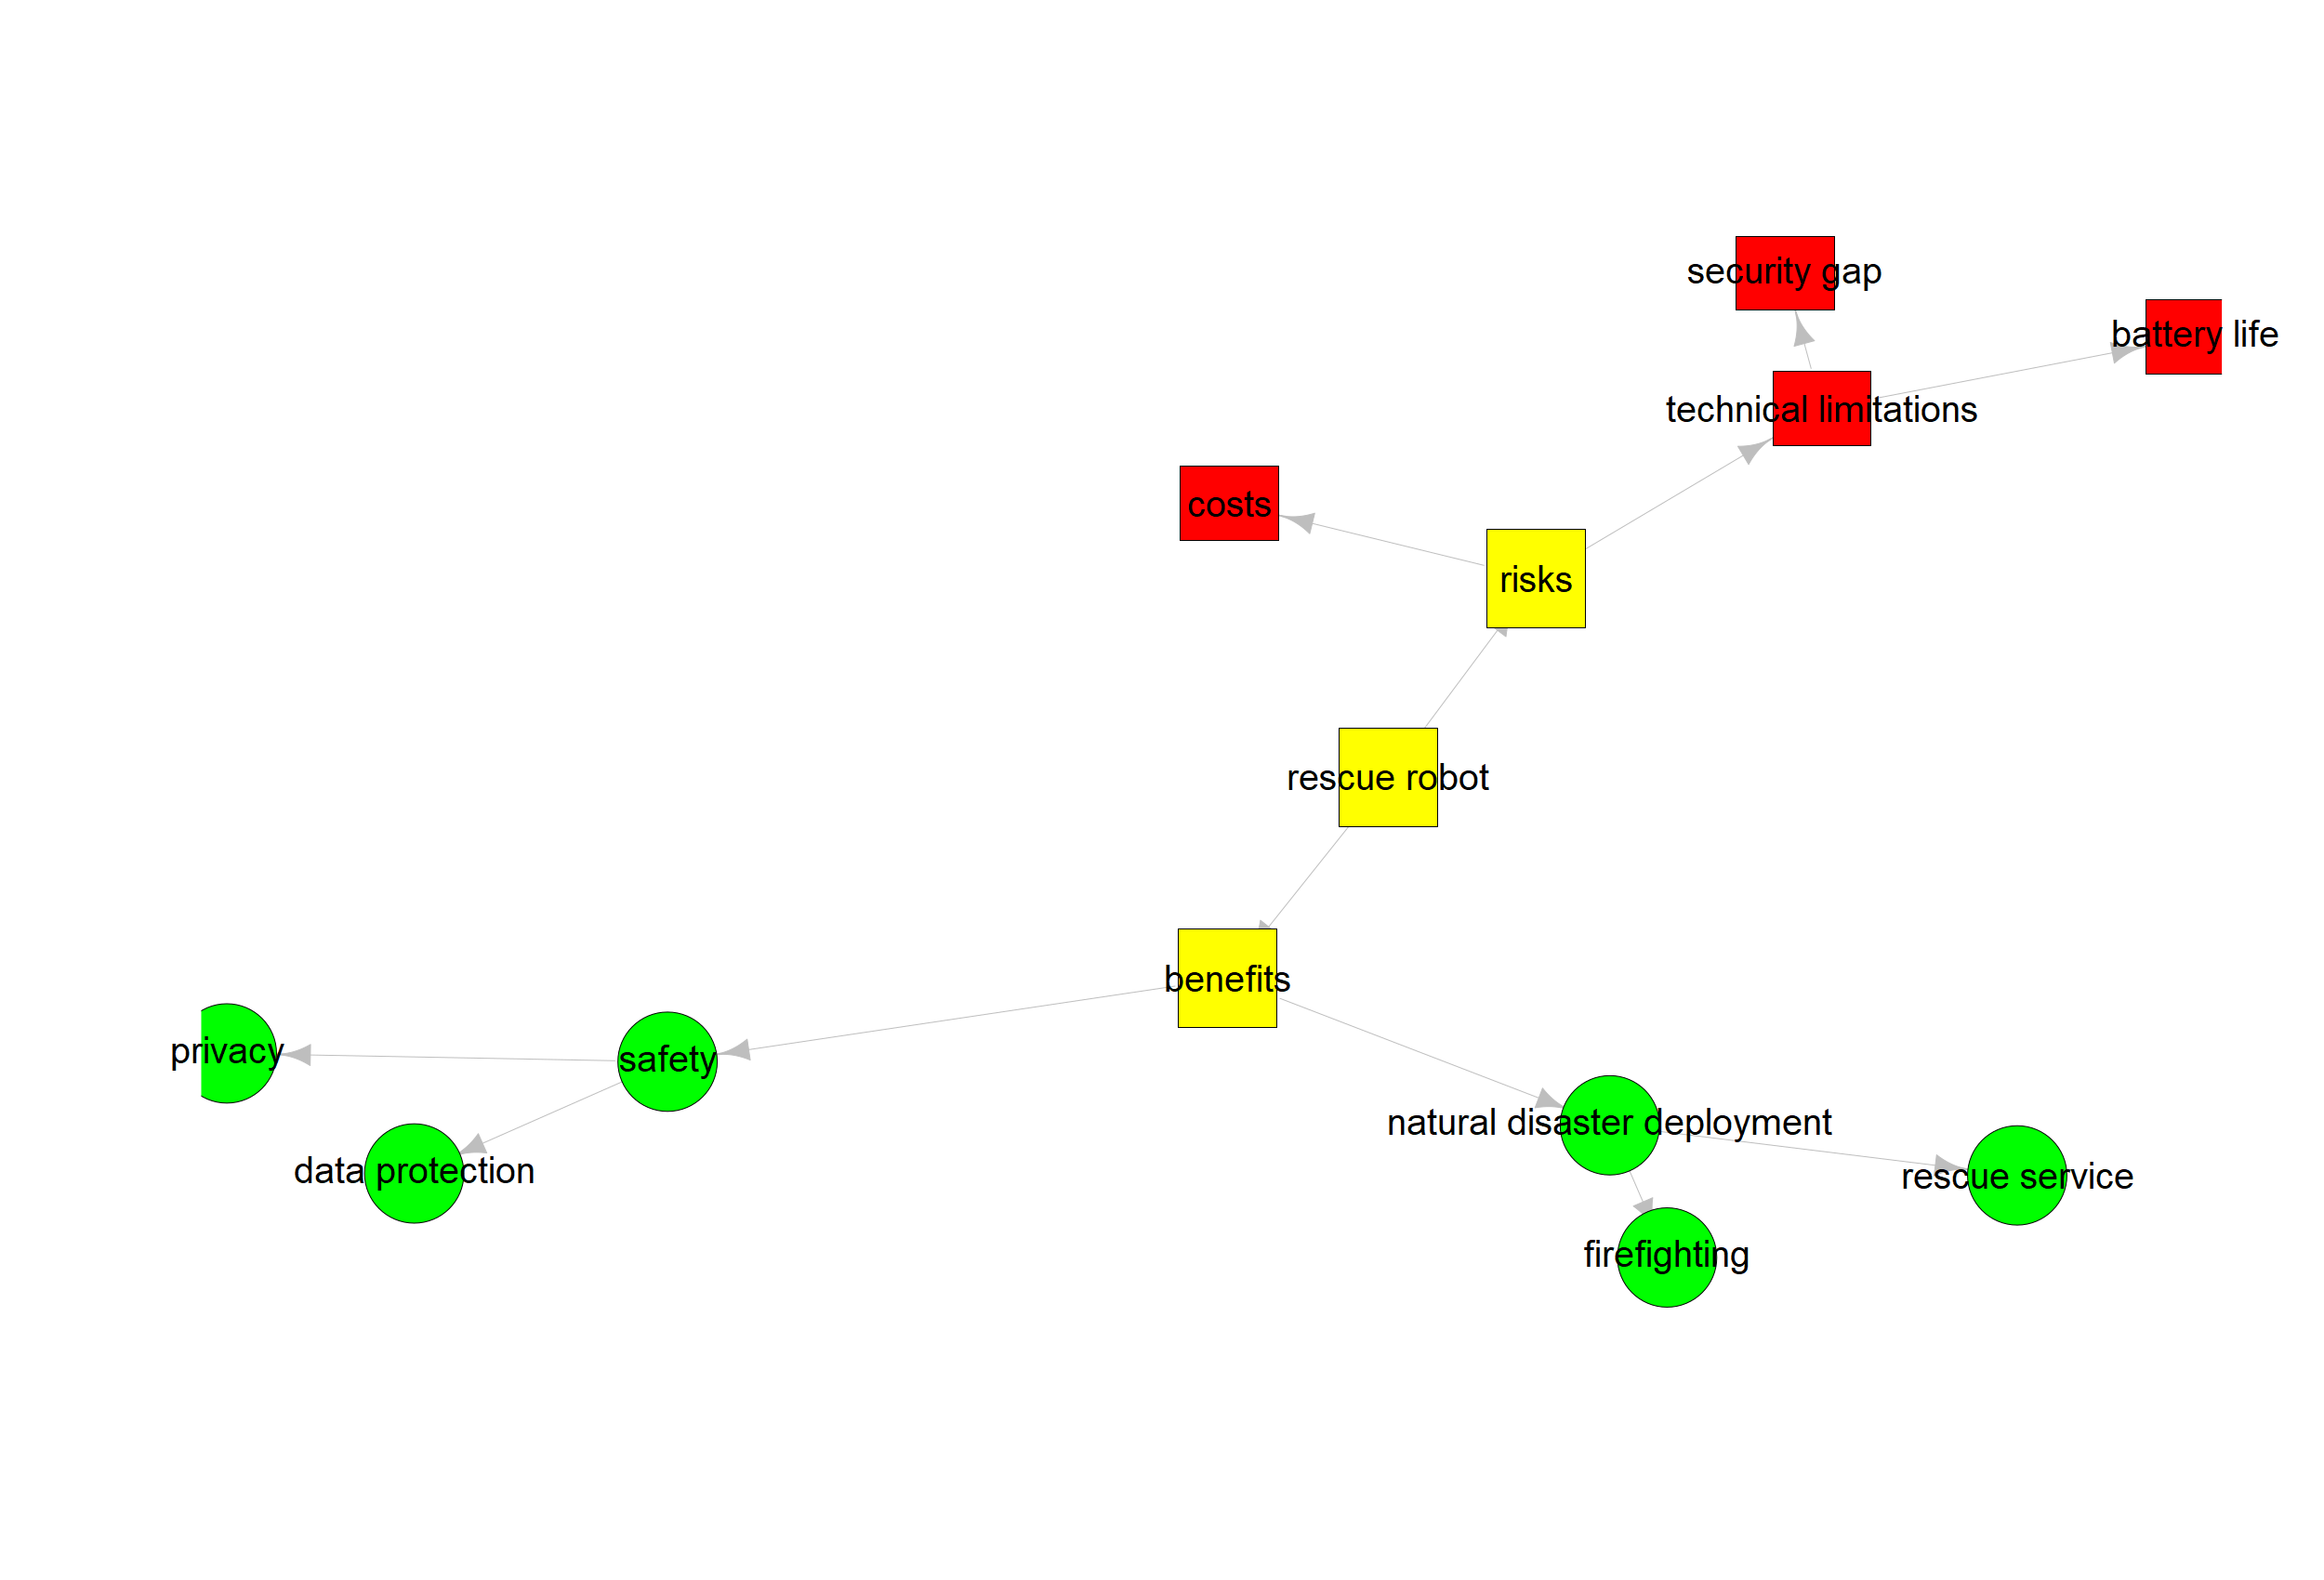 security gap
battery life
technical limitations
costs
risks
rescue robot
benefits
privacy
safety
natural disaster deployment
data protection
rescue service
firefighting